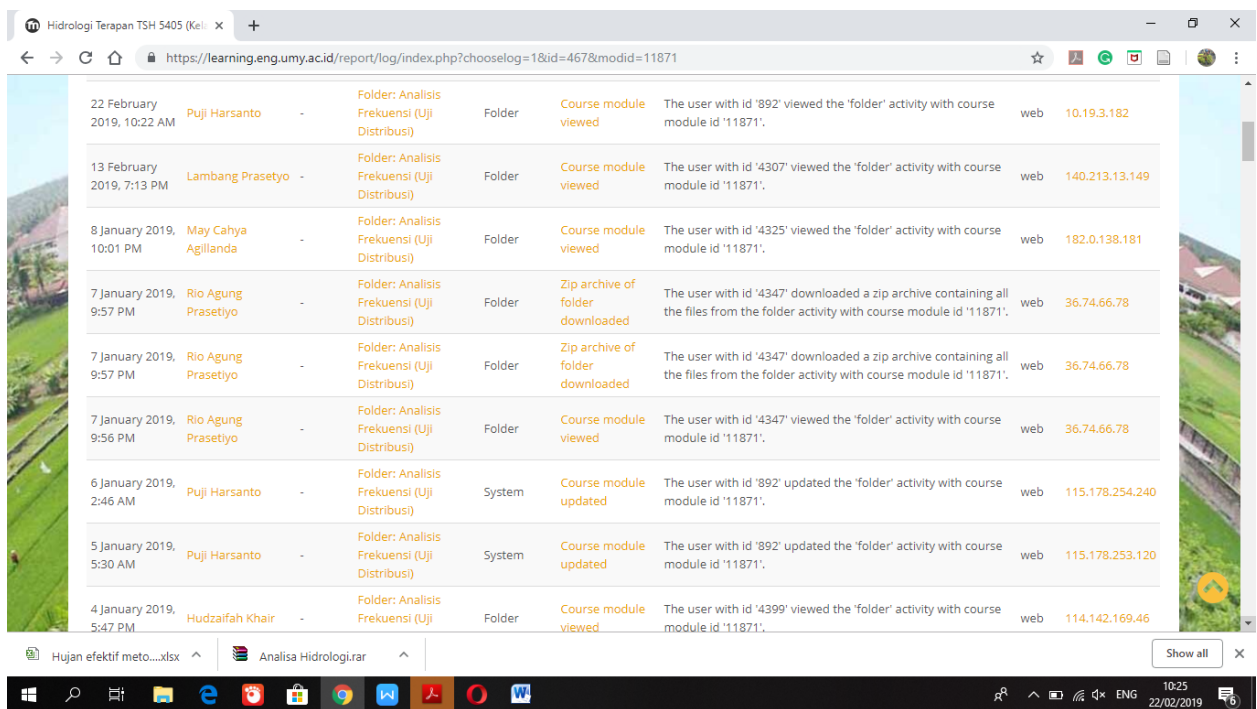 Hidrologi Terapan TSH 5405 (Kela
https://learning.eng.umy.ac.id/report/log/index.php?chooselog=1&id=467&modid=11871
22 February
2019, 10:22 AM
Puji Harsanto
-
Folder: Analisis
Frekuensi (Uji
Distribusi)
Folder
Course module
viewed
The user with id '892' viewed the 'folder' activity with course
module id '11871'.
web
10.19.3.182
13 February
2019, 7:13 PM
Lambang Prasetyo
-
Folder: Analisis
Frekuensi (Uji
Distribusi)
Folder
Course module
viewed
The user with id '4307' viewed the 'folder' activity with course
module id '11871'.
web
140.213.13.149
8 January 2019,
10:01 PM
May Cahya
Agillanda
-
Folder: Analisis
Frekuensi (Uji
Distribusi)
Folder
Course module
viewed
The user with id '4325' viewed the 'folder' activity with course
module id '11871'.
web
182.0.138.181
7 January 2019,
9:57 PM
Rio Agung
Prasetiyo
-
Folder: Analisis
Frekuensi (Uji
Distribusi)
Folder
Zip archive of
folder
downloaded
The user with id '4347' downloaded a zip archive containing all
the files from the folder activity with course module id '11871'.
web
36.74.66.78
7 January 2019,
9:57 PM
Rio Agung
Prasetiyo
-
Folder: Analisis
Frekuensi (Uji
Distribusi)
Folder
Zip archive of
folder
downloaded
The user with id '4347' downloaded a zip archive containing all
the files from the folder activity with course module id '11871'.
web
36.74.66.78
7 January 2019,
9:56 PM
Rio Agung
Prasetiyo
-
Folder: Analisis
Frekuensi (Uji
Distribusi)
Folder
Course module
viewed
The user with id '4347' viewed the 'folder' activity with course
module id '11871'.
web
36.74.66.78
6 January 2019,
2:46 AM
Puji Harsanto
-
Folder: Analisis
Frekuensi (Uji
Distribusi)
System
Course module
updated
The user with id '892' updated the 'folder' activity with course
module id '11871'.
web
115.178.254.240
5 January 2019,
5:30 AM
Puji Harsanto
-
Folder: Analisis
Frekuensi (Uji
Distribusi)
System
Course module
updated
The user with id '892' updated the 'folder' activity with course
module id '11871'.
web
115.178.253.120
4 January 2019,
5:47 PM
Hudzaifah Khair
-
Folder: Analisis
Frekuensi (Uji
Folder
Course module
viewed
The user with id '4399' viewed the 'folder' activity with course
module id '11871'.
web
114.142.169.46
Hujan efektif meto....xlsx
Analisa Hidrologi.rar
Show all
ENG
10:25
22/02/2019
6